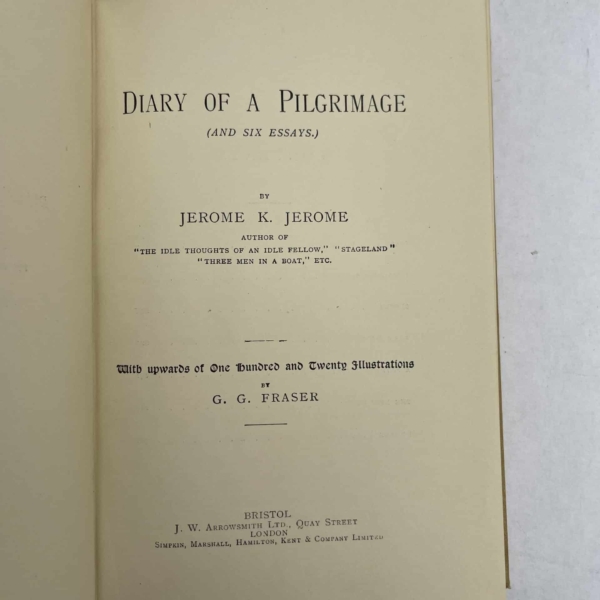 DIARY OF A PILGRIMAGE
(AND SIX ESSAYS.)
BY
JEROME K. JEROME
AUTHOR OF
"THE IDLE THOUGHTS OF AN IDLE FELLOW," "STAGELAND"
"THREE MEN IN A BOAT," ETC.
With upwards of One Hundred and Twenty Illustrations
BY
G. G. FRASER
BRISTOL
J. W. ARROWSMITH LTD., QUAY STREET
LONDON
SIMPKIN, MARSHALL, HAMILTON, KENT & COMPANY LIMITED